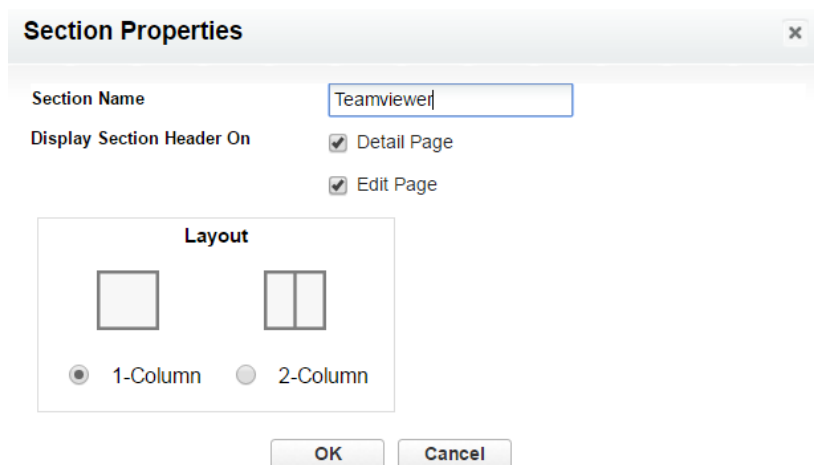 Section Properties
Section Name Teamviewer
Display Section Header On Detail Page
Edit Page
Layout
1-Column 2-Column
OK Cancel